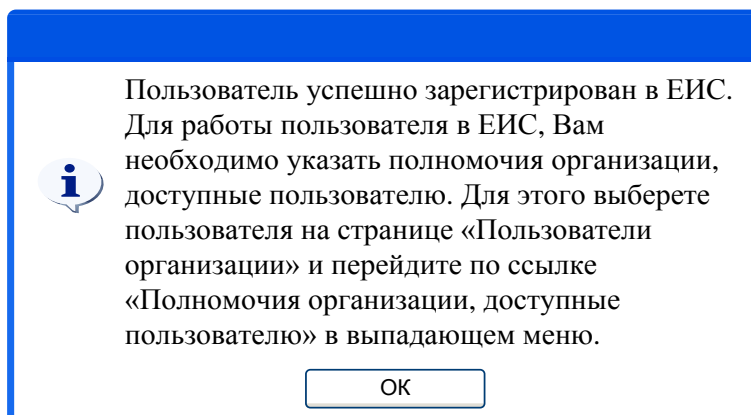 Пользователь успешно зарегистрирован в ЕИС.
Для работы пользователя в ЕИС, Вам
необходимо указать полномочия организации,
доступные пользователю. Для этого выберете
пользователя на странице «Пользователи
организации» и перейдите по ссылке
«Полномочия организации, доступные
пользователю» в выпадающем меню.
ОК